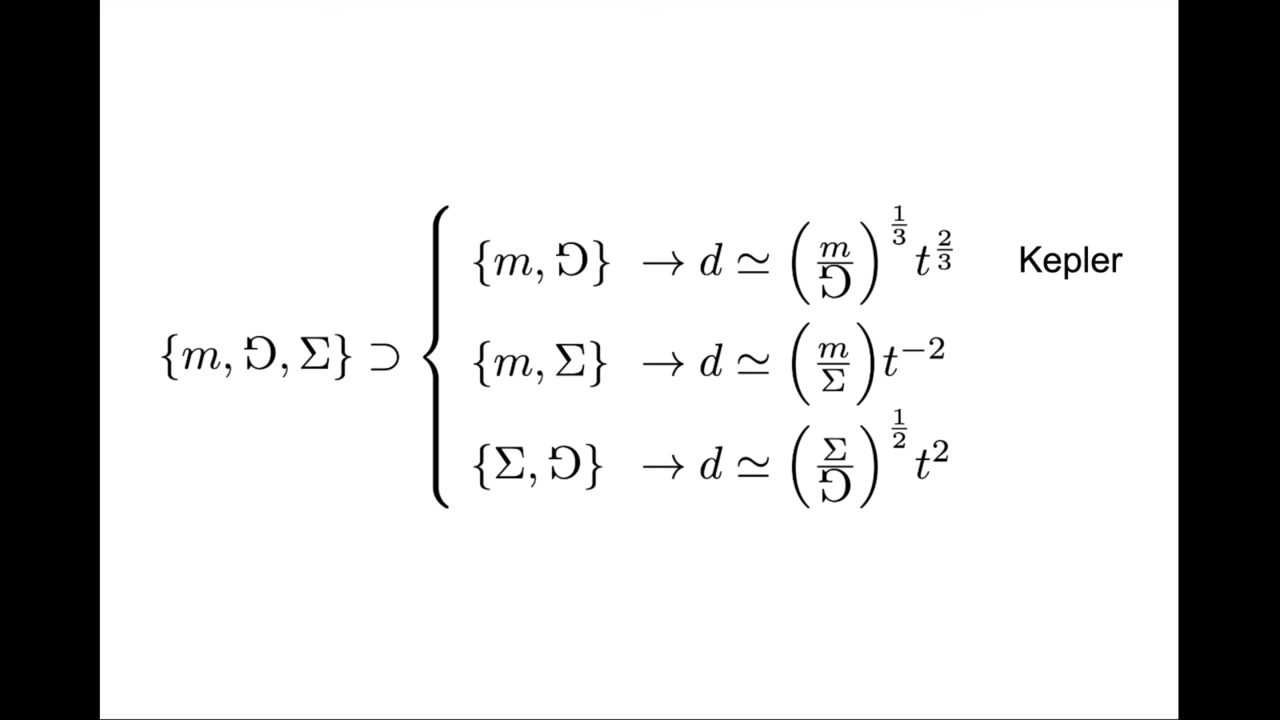 {m, ⅁} → d ≃ (m/⅁)^{1/3} t^{2/3} Kepler
{m, ⅁, Σ} ⊃ { {m, Σ} → d ≃ (m/Σ) t^{−2}
{Σ, ⅁} → d ≃ (Σ/⅁)^{1/2} t^2